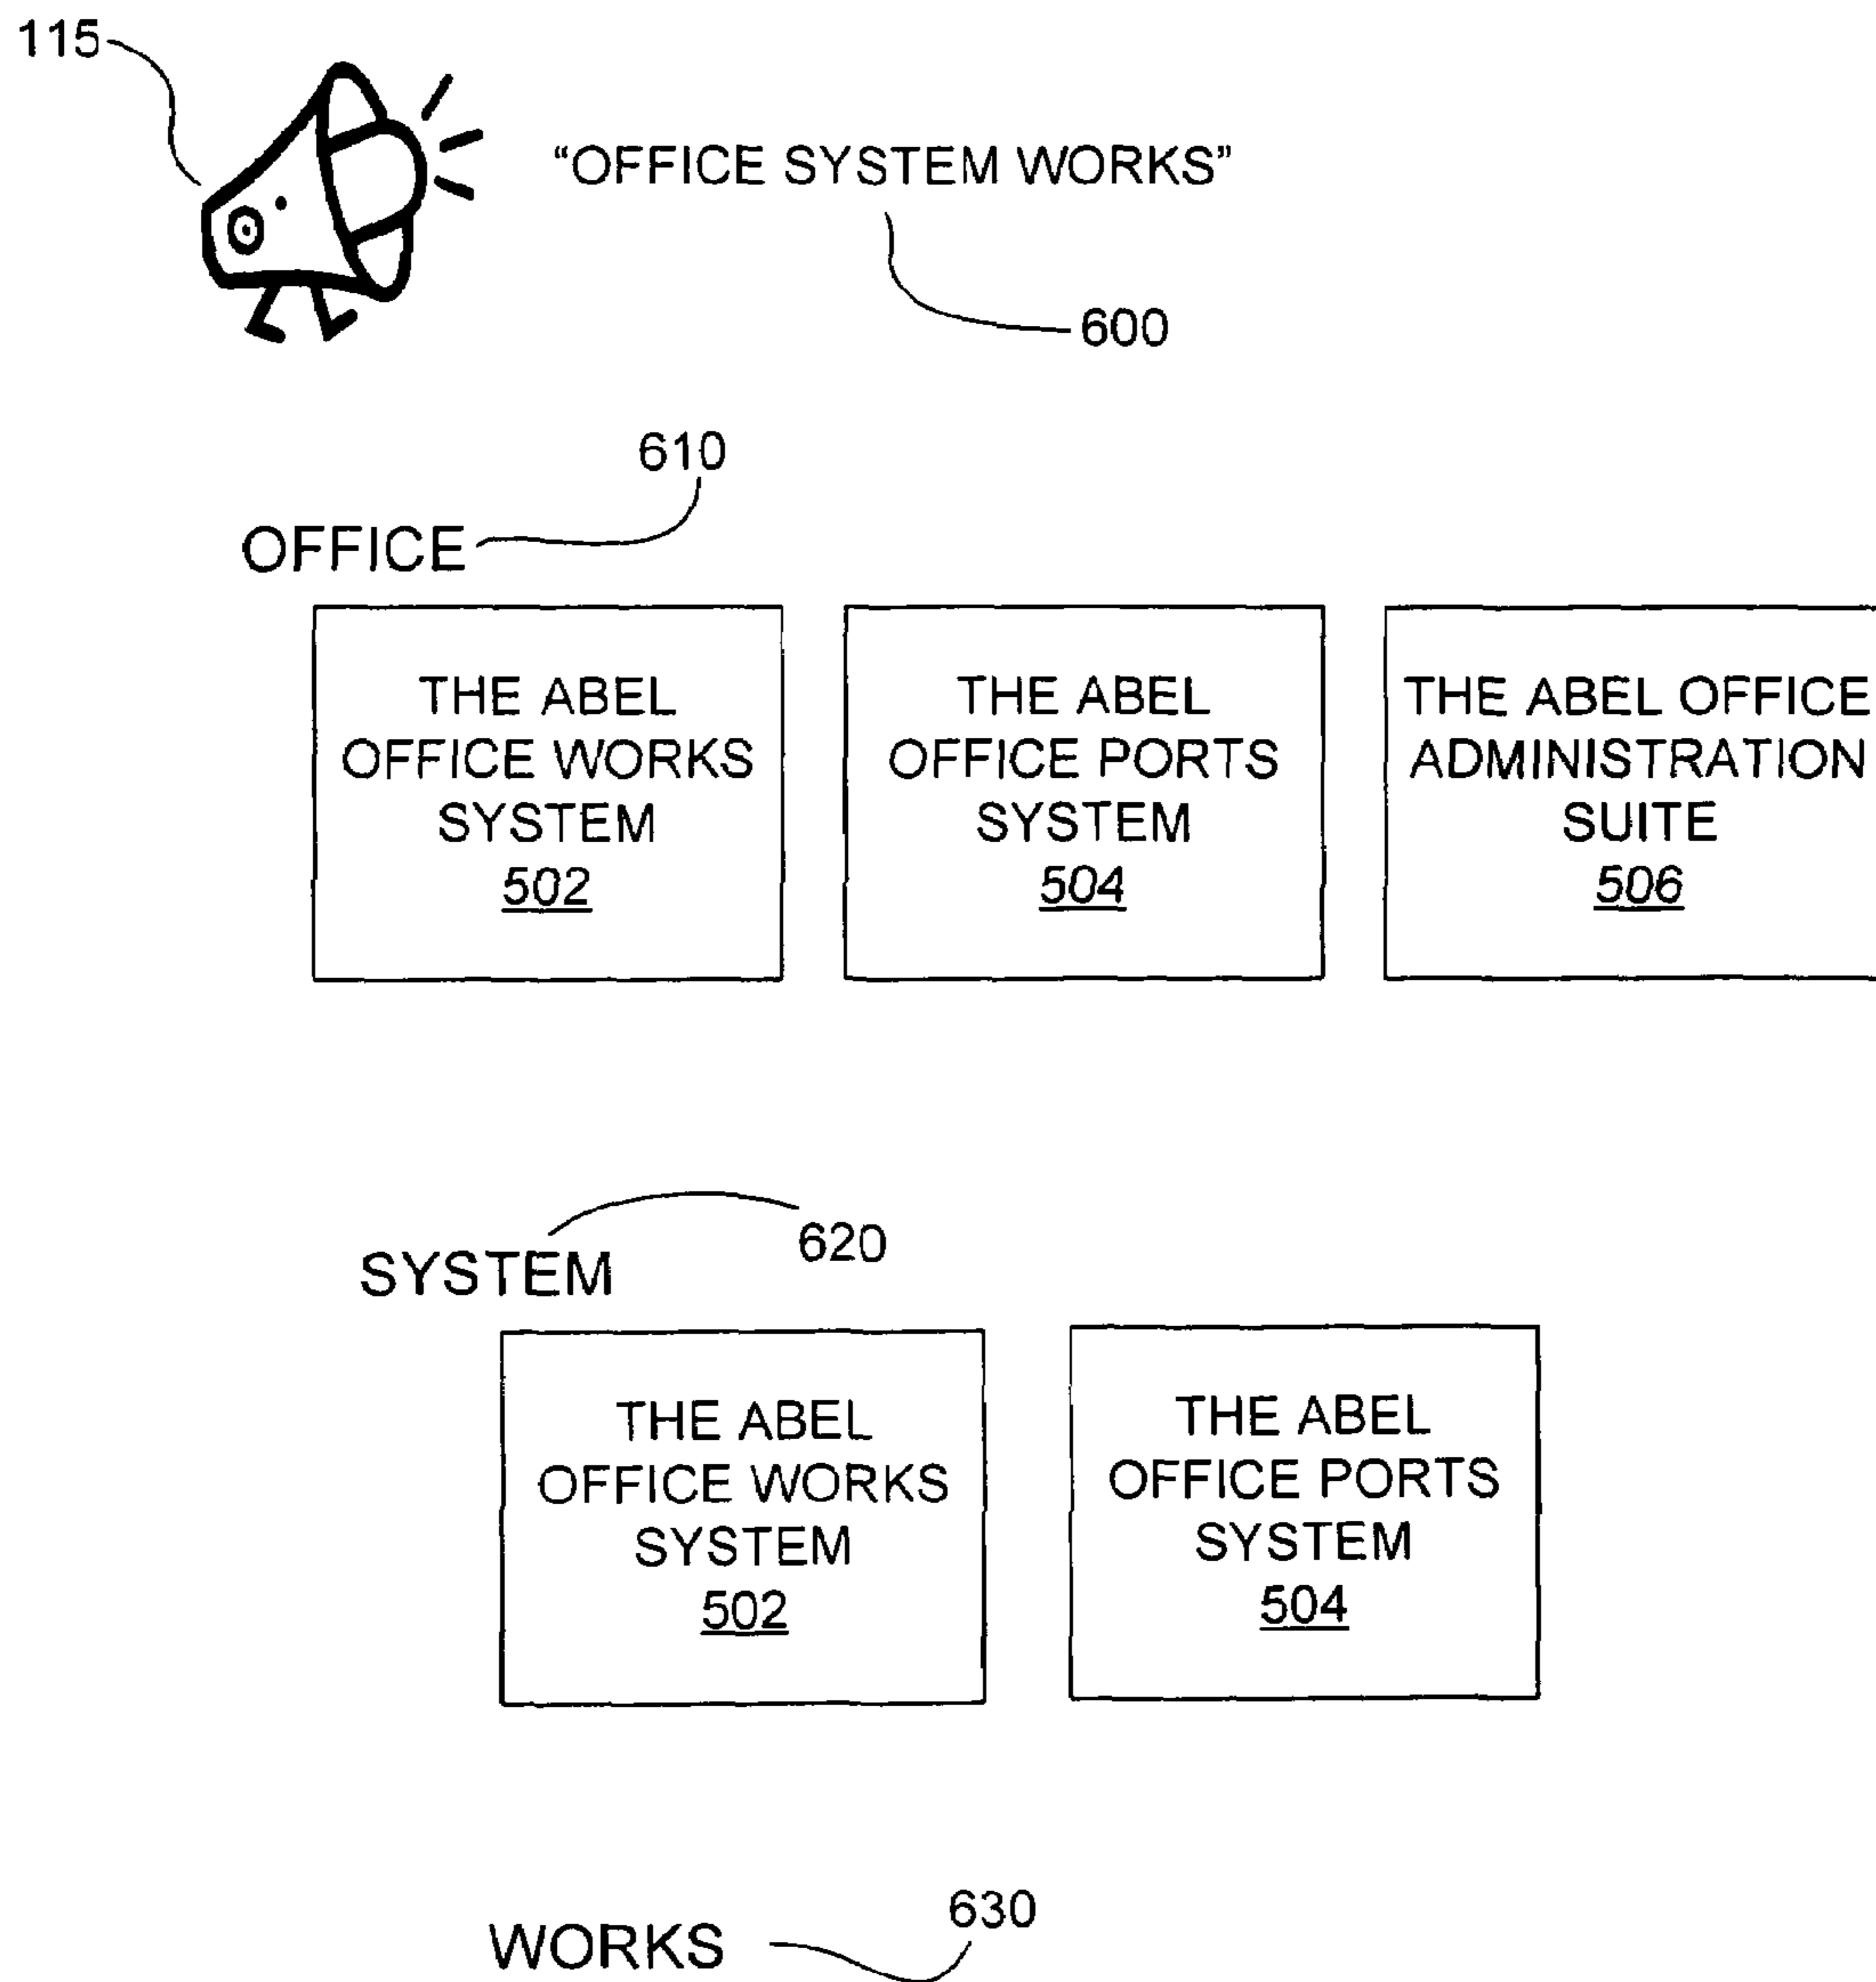 115
“OFFICE SYSTEM WORKS”
600
610
OFFICE
THE ABEL
OFFICE WORKS
SYSTEM
502
THE ABEL
OFFICE PORTS
SYSTEM
504
THE ABEL OFFICE
ADMINISTRATION
SUITE
506
620
SYSTEM
THE ABEL
OFFICE WORKS
SYSTEM
502
THE ABEL
OFFICE PORTS
SYSTEM
504
630
WORKS